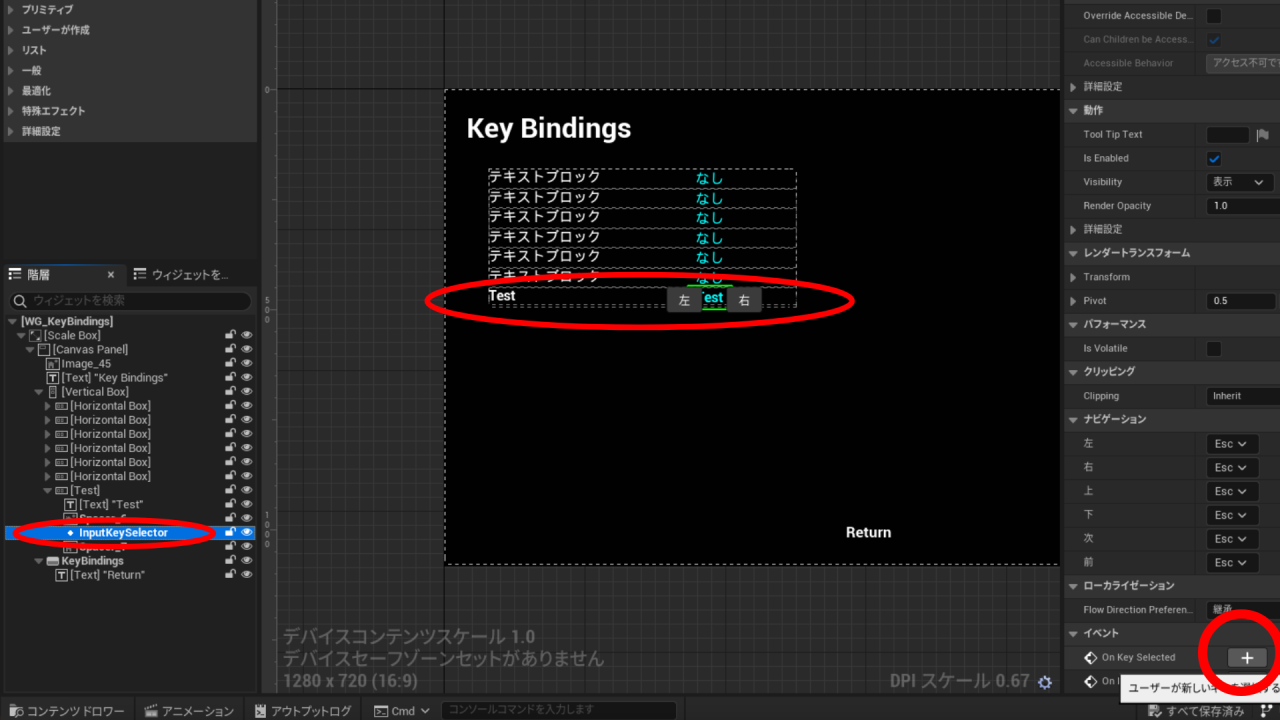 プリミティブ
ユーザーが作成
リスト
一般
最適化
特殊エフェクト
詳細設定
階層
×
ウィジェットを...
ウィジェットを検索
[WG_KeyBindings]
[Scale Box]
[Canvas Panel]
Image_45
[Text] "Key Bindings"
[Vertical Box]
[Horizontal Box]
[Horizontal Box]
[Horizontal Box]
[Horizontal Box]
[Horizontal Box]
[Horizontal Box]
[Test]
[Text] "Test"
InputKeySelector
KeyBindings
[Text] "Return"
0
500
1000
Key Bindings
テキストブロック なし
テキストブロック なし
テキストブロック なし
テキストブロック なし
テキストブロック なし
テキストブロック なし
Test 左 est 右
Return
デバイスコンテンツスケール 1.0
デバイスセーフゾーンセットがありません
1280 x 720 (16:9)
DPI スケール 0.67
Override Accessible De...
Can Children be Access...
Accessible Behavior アクセス不可で
詳細設定
動作
Tool Tip Text
Is Enabled
Visibility 表示
Render Opacity 1.0
詳細設定
レンダートランスフォーム
Transform
Pivot 0.5
パフォーマンス
Is Volatile
クリッピング
Clipping Inherit
ナビゲーション
左 Esc
右 Esc
上 Esc
下 Esc
次 Esc
前 Esc
ローカライゼーション
Flow Direction Preferen... 継承
イベント
On Key Selected +
On I
ユーザーが新しい
コンテンツドロワー アニメーション アウトプットログ Cmd コンソールコマンドを入力します すべて保存済み